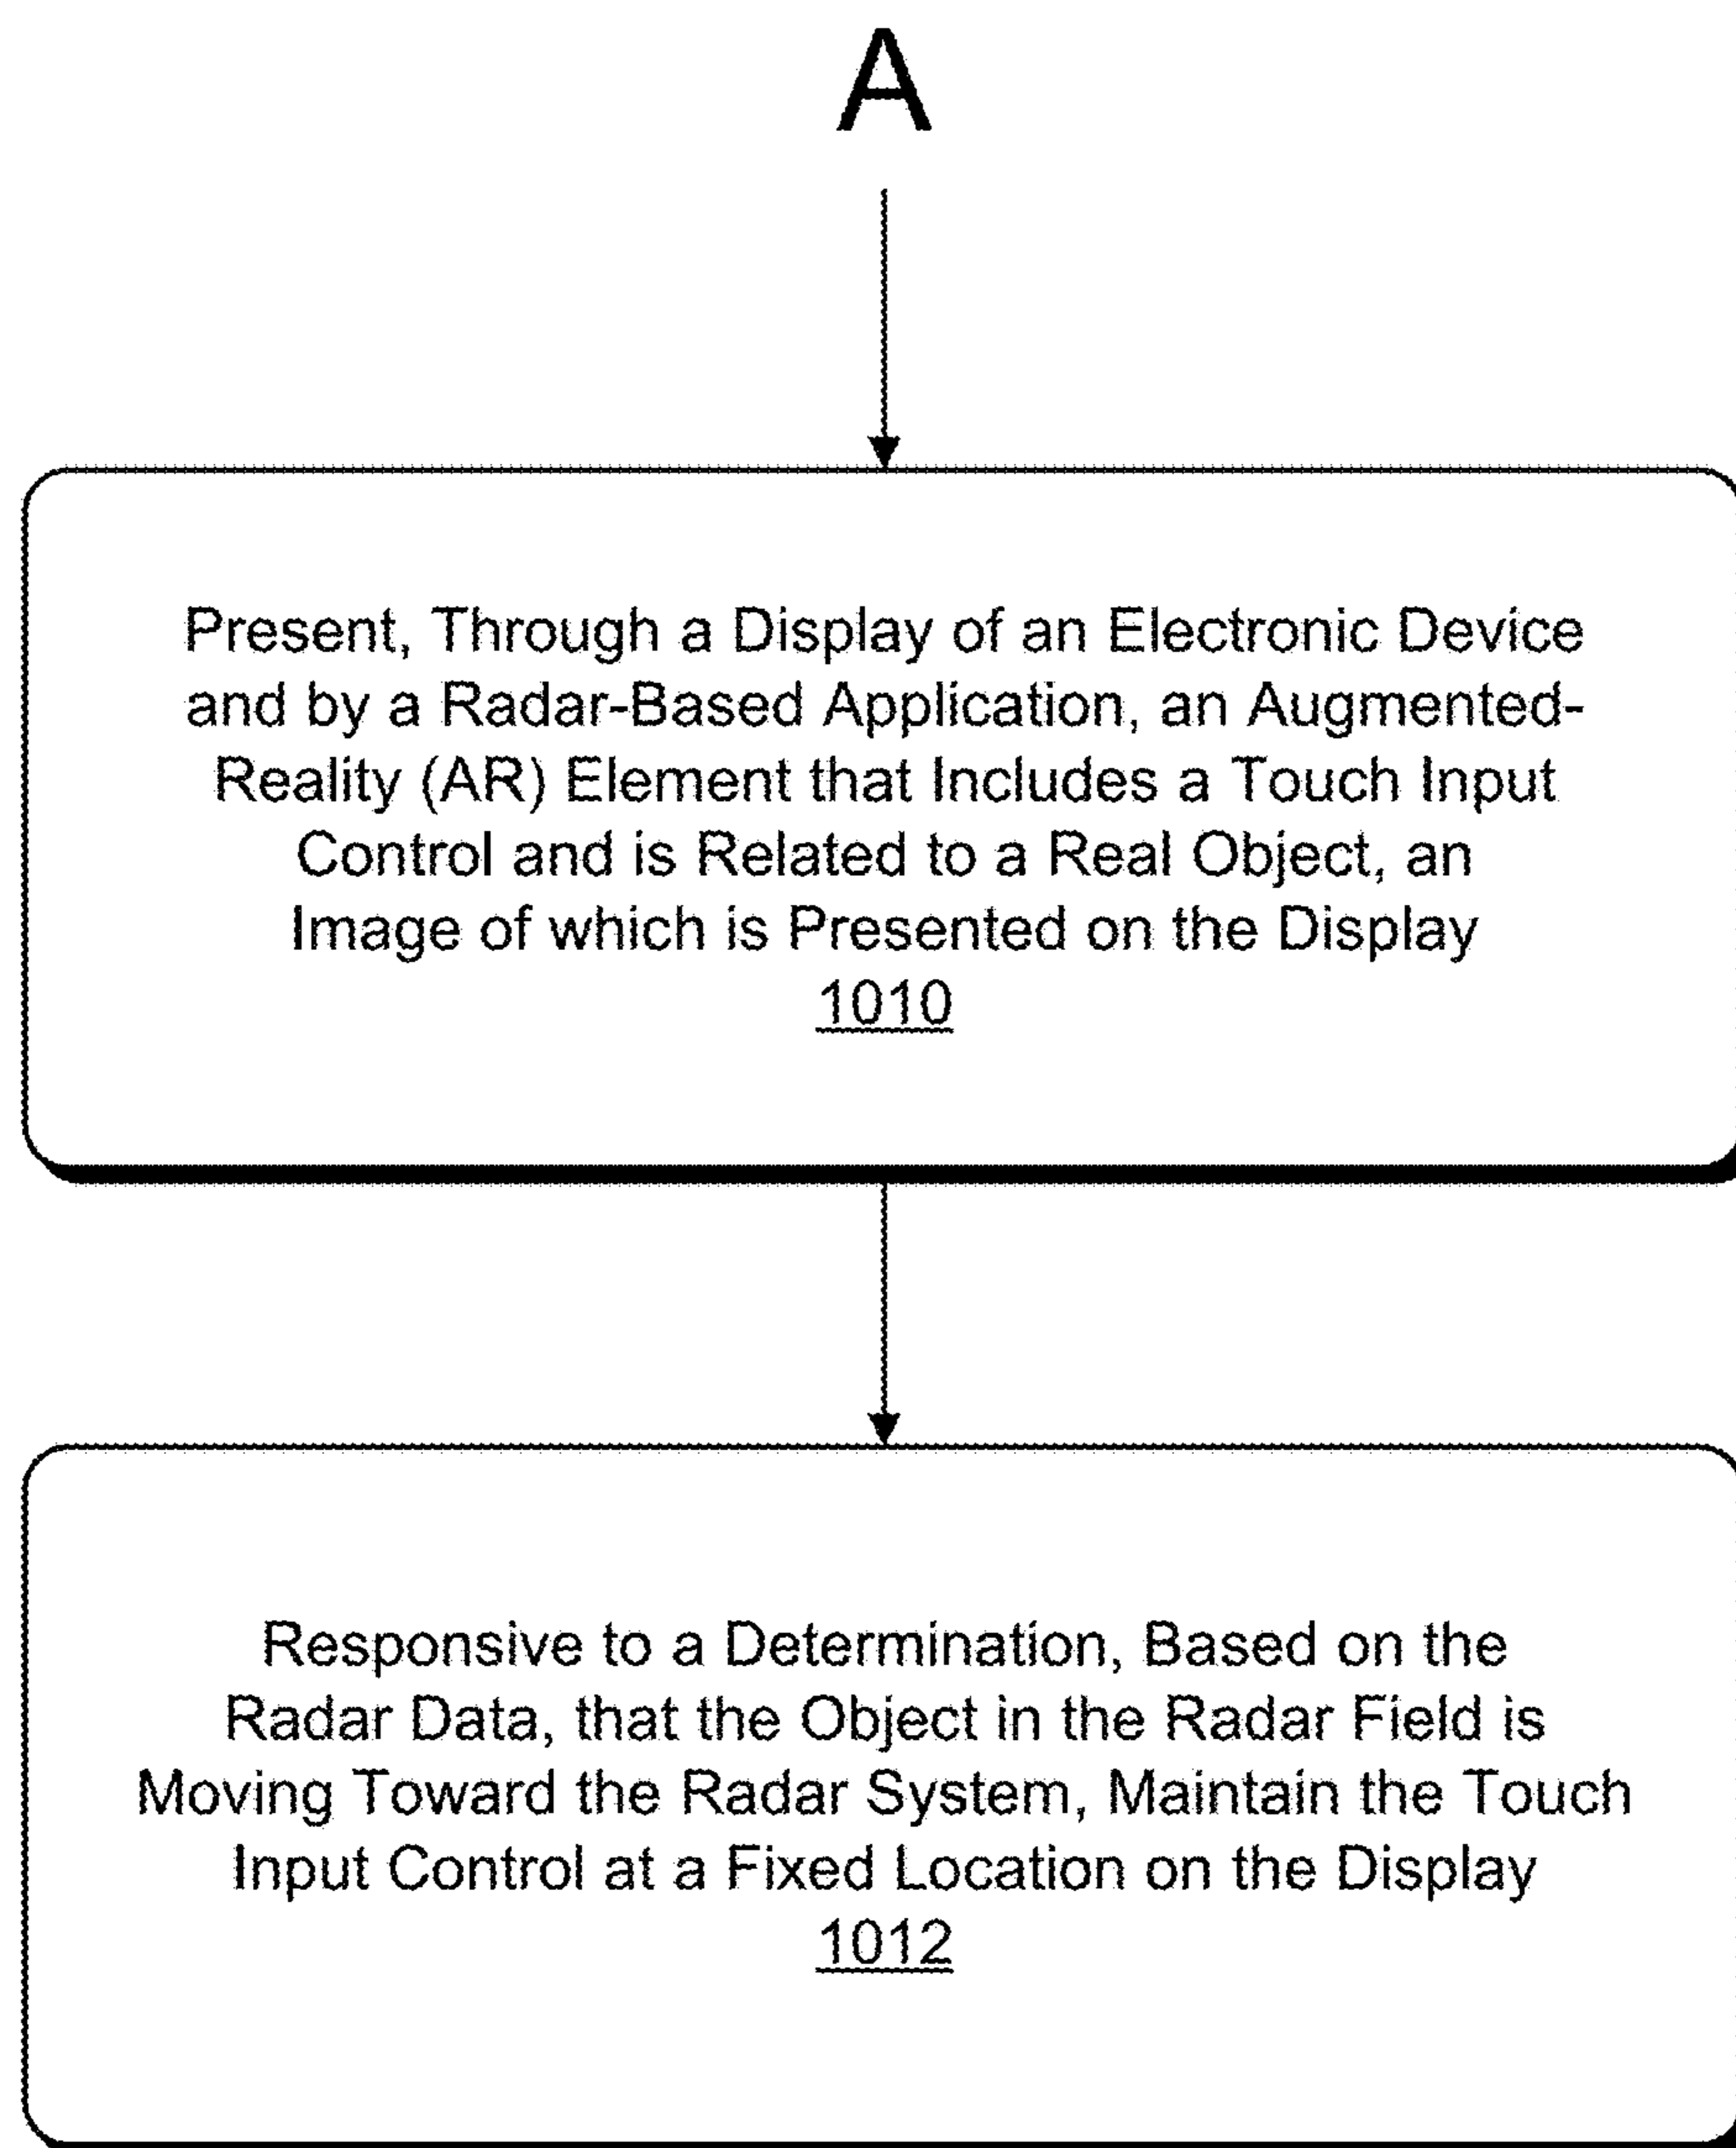 A
Present, Through a Display of an Electronic Device
and by a Radar-Based Application, an Augmented-
Reality (AR) Element that Includes a Touch Input
Control and is Related to a Real Object, an
Image of which is Presented on the Display
1010
Responsive to a Determination, Based on the
Radar Data, that the Object in the Radar Field is
Moving Toward the Radar System, Maintain the Touch
Input Control at a Fixed Location on the Display
1012